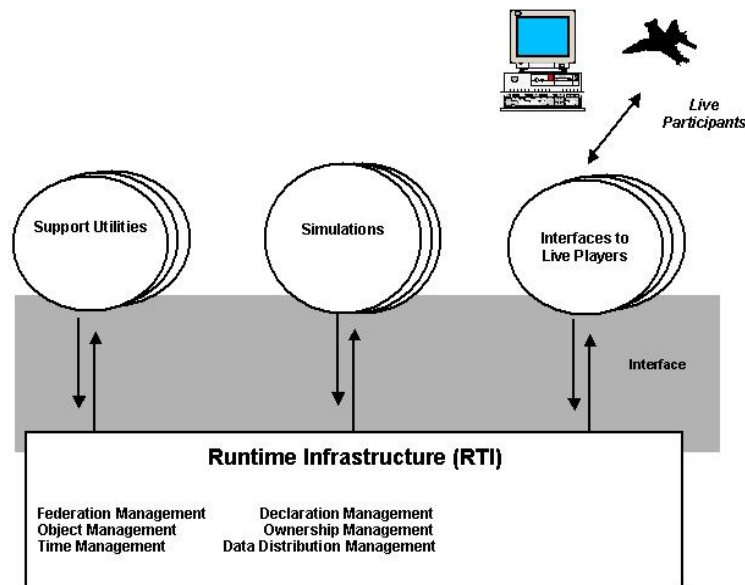 Live
Participants
Support Utilities
Simulations
Interfaces to
Live Players
Interface
Runtime Infrastructure (RTI)
Federation Management Declaration Management
Object Management Ownership Management
Time Management Data Distribution Management